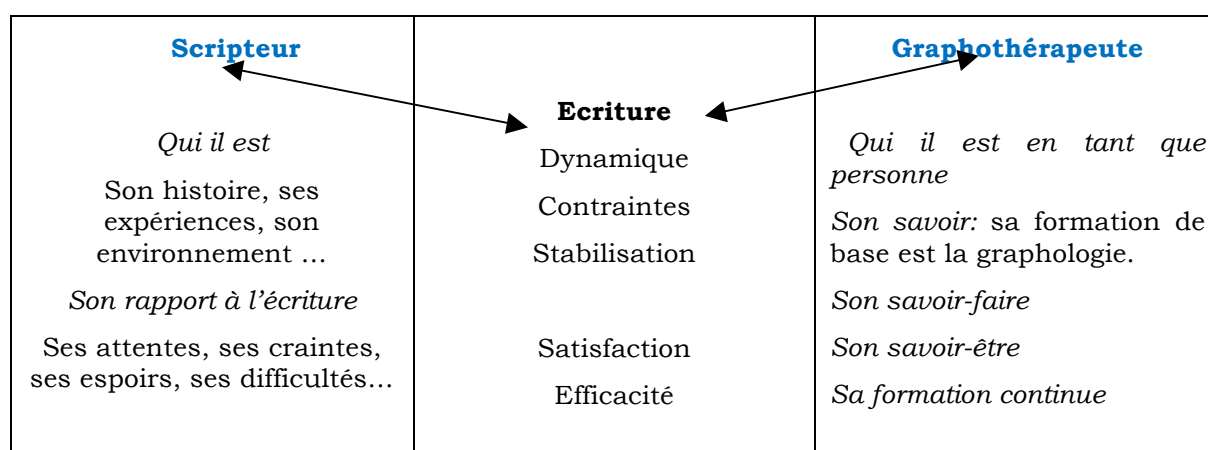 Scripteur
Qui il est
Son histoire, ses
expériences, son
environnement …
Son rapport à l’écriture
Ses attentes, ses craintes,
ses espoirs, ses difficultés…
Ecriture
Dynamique
Contraintes
Stabilisation
Satisfaction
Efficacité
Graphothérapeute
Qui il est en tant que
personne
Son savoir: sa formation de
base est la graphologie.
Son savoir-faire
Son savoir-être
Sa formation continue